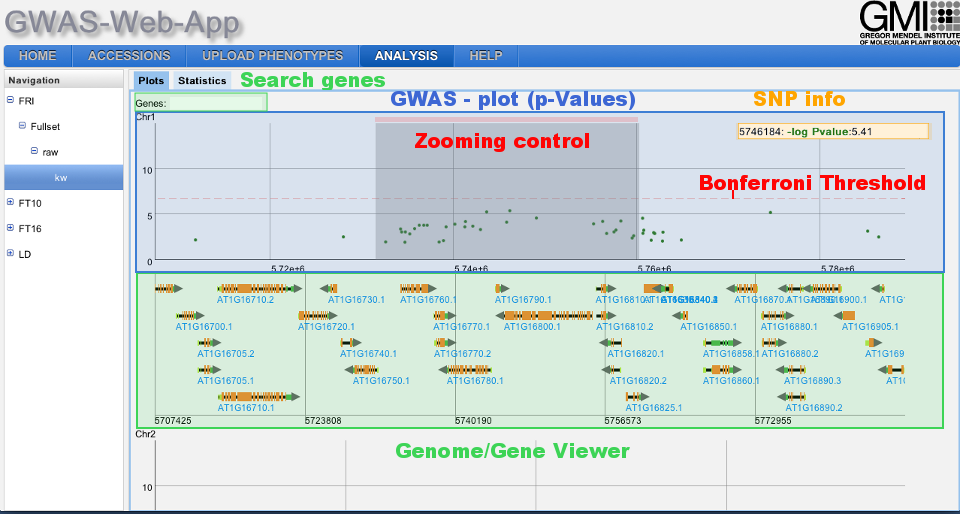 GWAS-Web-App
GMI
GREGOR MENDEL INSTITUTE
OF MOLECULAR PLANT BIOLOGY
HOME ACCESSIONS UPLOAD PHENOTYPES ANALYSIS HELP
Navigation
FRI
Fullset
raw
kw
FT10
FT16
LD
Plots Statistics Search genes
Genes: GWAS - plot (p-Values) SNP info
Chr1
5746184: -log Pvalue:5.41
Zooming control
10
Bonferroni Threshold
5
0
5.72e+6 5.74e+6 5.76e+6 5.78e+6
AT1G16710.2 AT1G16730.1 AT1G16760.1 AT1G16790.1 AT1G16810.1 AT1G16840.3 AT1G16870.1 AT1G16900.1 AT1G1
AT1G16700.1 AT1G16720.1 AT1G16770.1 AT1G16800.1 AT1G16810.2 AT1G16850.1 AT1G16880.1 AT1G16905.1
AT1G16705.2 AT1G16740.1 AT1G16770.2 AT1G16820.1 AT1G16858.1 AT1G16880.2 AT1G169
AT1G16705.1 AT1G16750.1 AT1G16780.1 AT1G16820.2 AT1G16860.1 AT1G16890.3 AT1G
AT1G16710.1 AT1G16825.1 AT1G16890.2
5707425 5723808 5740190 5756573 5772955
Chr2
Genome/Gene Viewer
10